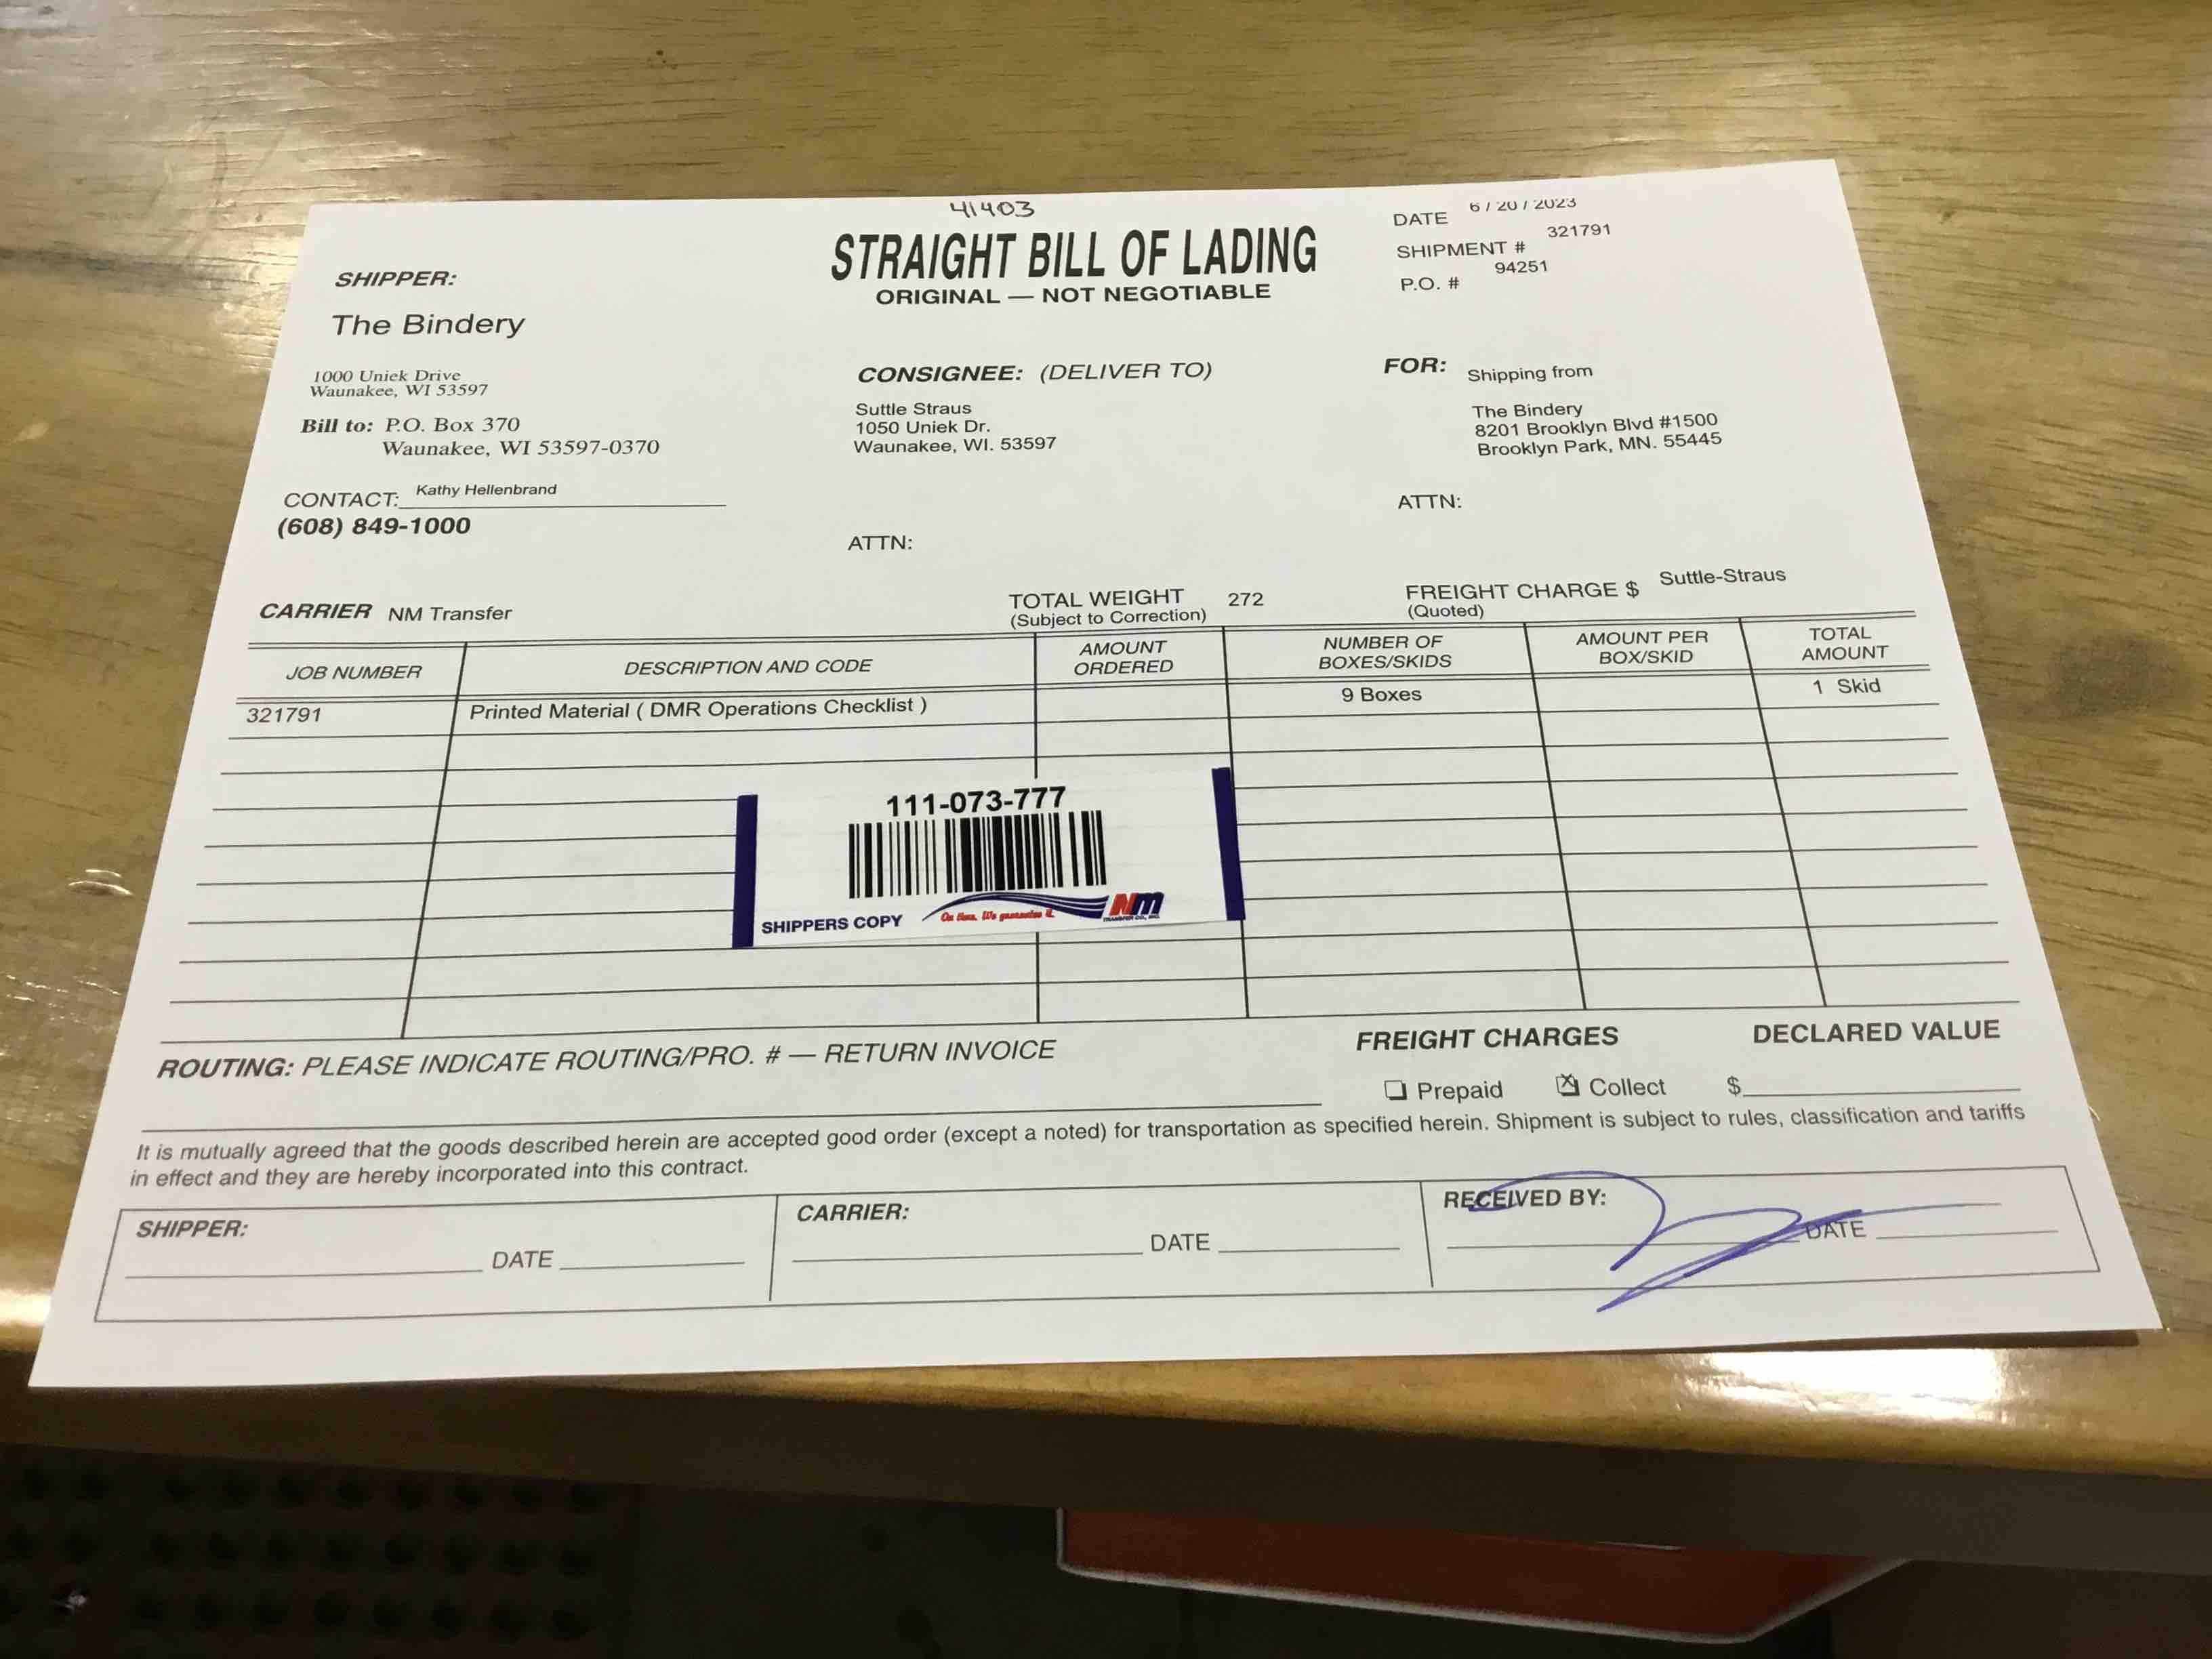 41403
STRAIGHT BILL OF LADING
ORIGINAL — NOT NEGOTIABLE
DATE 6 / 20 / 2023
SHIPMENT # 321791
P.O. # 94251
SHIPPER:
The Bindery
1000 Uniek Drive
Waunakee, WI 53597
Bill to: P.O. Box 370
Waunakee, WI 53597-0370
CONTACT: Kathy Hellenbrand
(608) 849-1000
CONSIGNEE: (DELIVER TO)
Suttle Straus
1050 Uniek Dr.
Waunakee, WI. 53597
ATTN:
FOR: Shipping from
The Bindery
8201 Brooklyn Blvd #1500
Brooklyn Park, MN. 55445
ATTN:
CARRIER NM Transfer
TOTAL WEIGHT 272
(Subject to Correction)
FREIGHT CHARGE $ Suttle-Straus
(Quoted)
JOB NUMBER
DESCRIPTION AND CODE
AMOUNT
ORDERED
NUMBER OF
BOXES/SKIDS
AMOUNT PER
BOX/SKID
TOTAL
AMOUNT
321791 Printed Material ( DMR Operations Checklist ) 9 Boxes 1 Skid
111-073-777
SHIPPERS COPY
On time. We guarantee it.
NM
TRANSFER CO., INC.
ROUTING: PLEASE INDICATE ROUTING/PRO. # — RETURN INVOICE
FREIGHT CHARGES
DECLARED VALUE
Prepaid
Collect
$
It is mutually agreed that the goods described herein are accepted good order (except a noted) for transportation as specified herein. Shipment is subject to rules, classification and tariffs
in effect and they are hereby incorporated into this contract.
SHIPPER:
DATE
CARRIER:
DATE
RECEIVED BY:
DATE